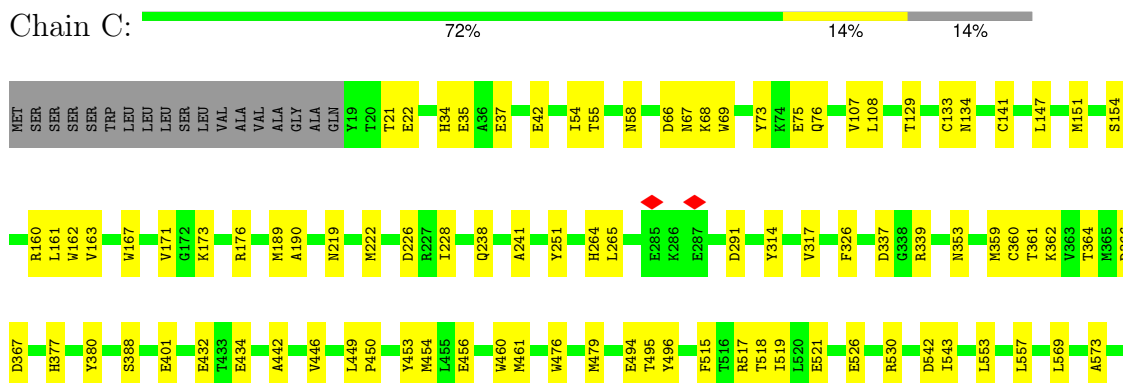 Chain C:
72% 14% 14%
MET SER SER SER SER TRP LEU LEU LEU SER LEU VAL ALA VAL ALA GLY ALA GLN Y19 T20 T21 E22 H34 E35 A36 E37 E42 I54 T55 N58 D66 N67 K68 W69 Y73 K74 E75 Q76 V107 L108 T129 C133 N134 C141 L147 M151 S154
R160 L161 W162 V163 W167 V171 G172 K173 R176 M189 A190 N219 M222 D226 R227 I228 Q238 A241 Y251 H264 L265 E285 K286 E287 D291 Y314 V317 F326 D337 G338 R339 N353 M359 C360 T361 K362 V363 T364 M365
D367 H377 Y380 S388 E401 E432 T433 E434 A442 V446 L449 P450 Y453 M454 L455 E456 W460 M461 W476 M479 E494 T495 Y496 F515 T516 R517 T518 I519 L520 E521 E526 R530 D542 I543 L553 L557 L569 A573